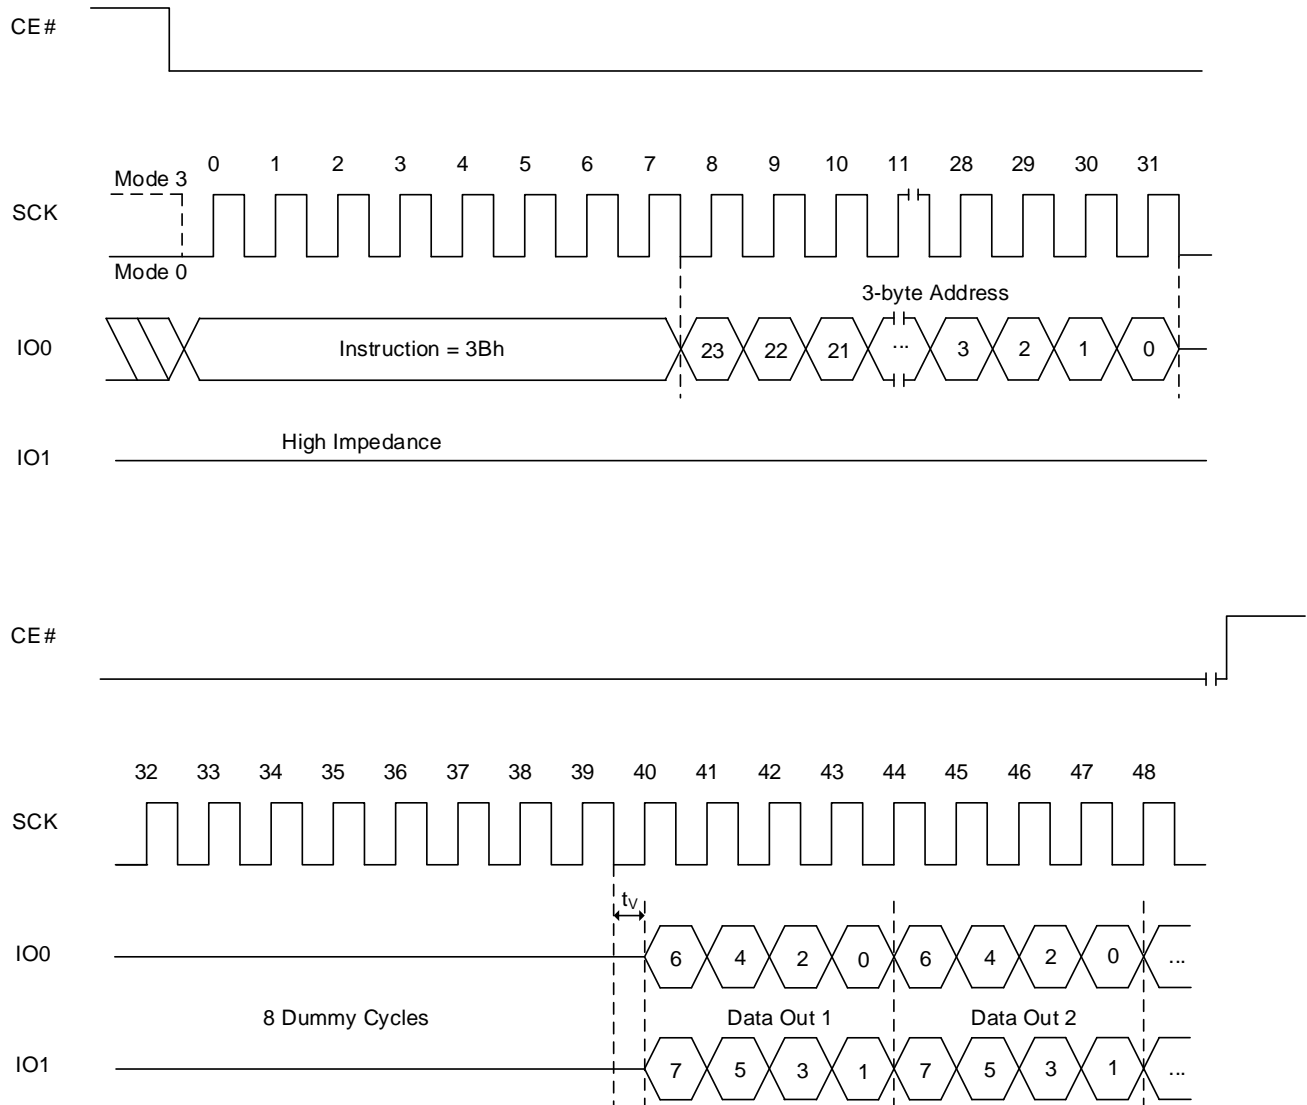 CE#
0 1 2 3 4 5 6 7 8 9 10 11 28 29 30 31
Mode 3
SCK
Mode 0
3-byte Address
IO0 Instruction = 3Bh 23 22 21 ... 3 2 1 0
High Impedance
IO1
CE#
32 33 34 35 36 37 38 39 40 41 42 43 44 45 46 47 48
SCK
tV
IO0 6 4 2 0 6 4 2 0 ...
8 Dummy Cycles Data Out 1 Data Out 2
IO1 7 5 3 1 7 5 3 1 ...